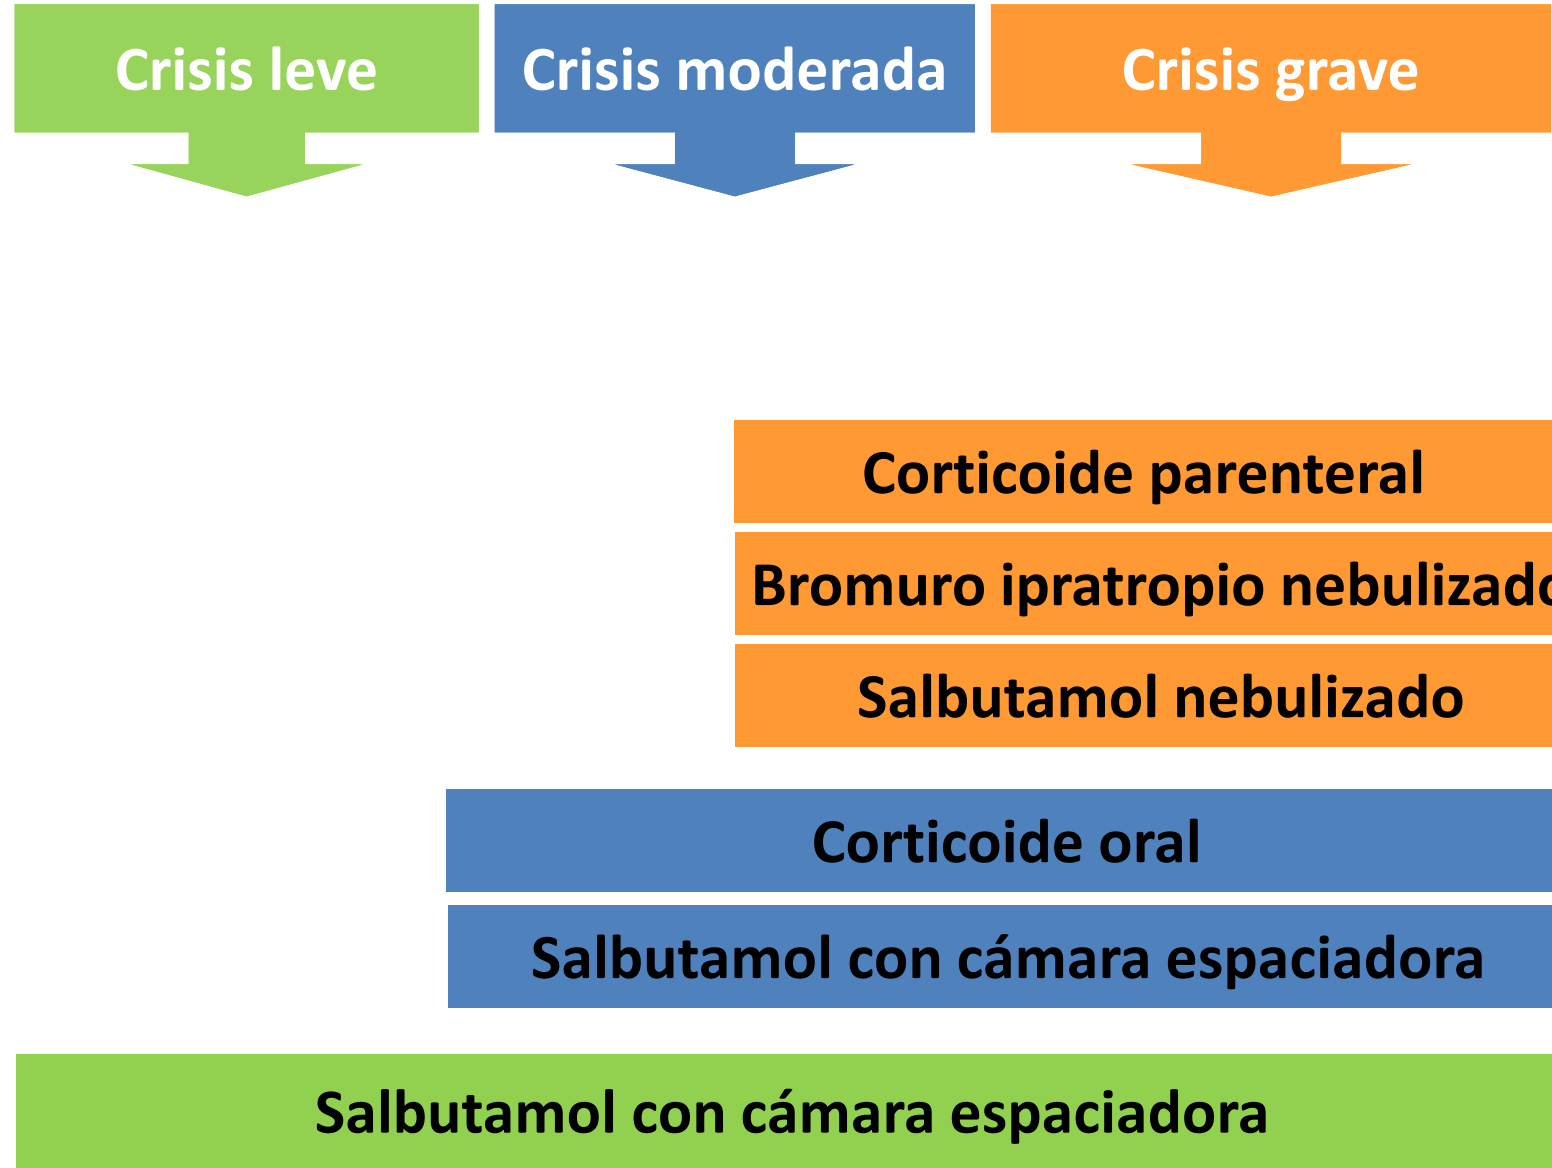 Crisis leve
Crisis moderada
Crisis grave
Corticoide parenteral
Bromuro ipratropio nebulizado
Salbutamol nebulizado
Corticoide oral
Salbutamol con cámara espaciadora
Salbutamol con cámara espaciadora